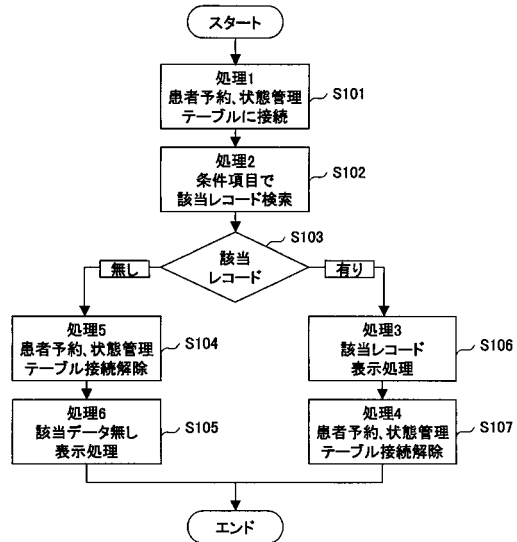 スタート
処理1
患者予約、状態管理
テーブルに接続
S101
処理2
条件項目で
該当レコード検索
S102
S103
該当
レコード
無し
有り
処理5
患者予約、状態管理
テーブル接続解除
S104
処理3
該当レコード
表示処理
S106
処理6
該当データ無し
表示処理
S105
処理4
患者予約、状態管理
テーブル接続解除
S107
エンド